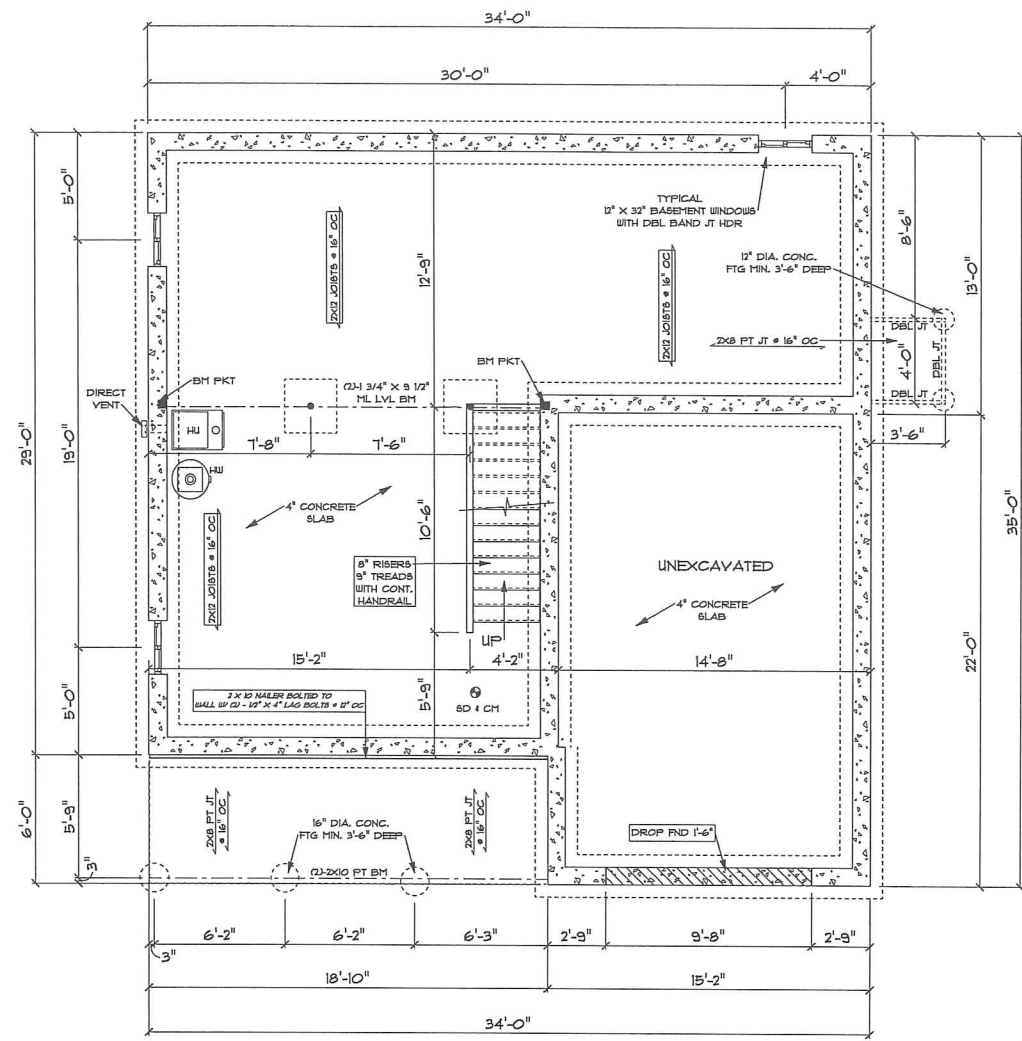 34'-0"
30'-0"
4'-0"
5'-0"
12'-9"
2X12 JOISTS @ 16" OC
TYPICAL
12" X 32" BASEMENT WINDOWS
WITH DBL BAND JT HDR
8'-6"
13'-0"
2X12 JOISTS @ 16" OC
12" DIA. CONC.
FTG MIN. 3'-6" DEEP
DBL JT
2X8 PT JT @ 16" OC
4'-0"
DBL JT
DBL JT
3'-6"
BM PKT
BM PKT
(2)-1 3/4" X 9 1/2"
ML LVL BM
DIRECT
VENT
HU
HW
7'-8"
7'-6"
29'-0"
19'-0"
35'-0"
4" CONCRETE
SLAB
10'-6"
2X12 JOISTS @ 16" OC
8" RISERS
9" TREADS
WITH CONT.
HANDRAIL
UP
UNEXCAVATED
4" CONCRETE
SLAB
22'-0"
15'-2"
4'-2"
14'-8"
5'-0"
2 X 10 NAILER BOLTED TO
WALL W/ (2) - 1/2" X 4" LAG BOLTS @ 12" OC
5'-9"
SD & CM
6'-0"
5'-9"
2X8 PT JT
@ 16" OC
16" DIA. CONC.
FTG MIN. 3'-6" DEEP
2X8 PT JT
@ 16" OC
DROP FND 1'-6"
3"
(2)-2X10 PT BM
6'-2"
6'-2"
6'-3"
2'-9"
9'-8"
2'-9"
3"
18'-10"
15'-2"
34'-0"